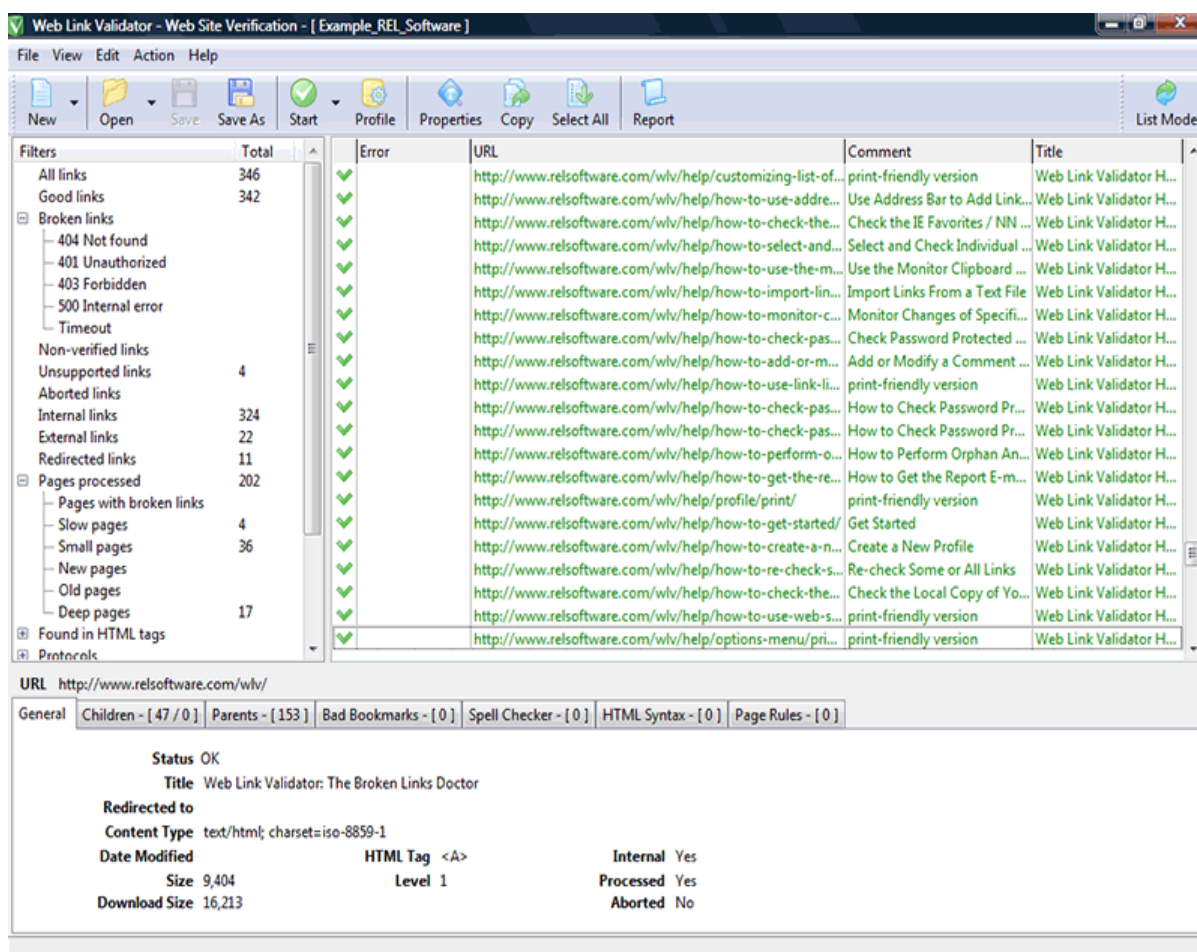 Web Link Validator - Web Site Verification - [ Example_REL_Software ]
File View Edit Action Help
New Open Save Save As Start Profile Properties Copy Select All Report List Mode
Filters Total Error URL Comment Title
All links 346
Good links 342
Broken links
404 Not found
401 Unauthorized
403 Forbidden
500 Internal error
Timeout
Non-verified links
Unsupported links 4
Aborted links
Internal links 324
External links 22
Redirected links 11
Pages processed 202
Pages with broken links
Slow pages 4
Small pages 36
New pages
Old pages
Deep pages 17
Found in HTML tags
Protocols
http://www.relsoftware.com/wlv/help/customizing-list-of... print-friendly version Web Link Validator H...
http://www.relsoftware.com/wlv/help/how-to-use-addre... Use Address Bar to Add Link... Web Link Validator H...
http://www.relsoftware.com/wlv/help/how-to-check-the... Check the IE Favorites / NN ... Web Link Validator H...
http://www.relsoftware.com/wlv/help/how-to-select-and... Select and Check Individual ... Web Link Validator H...
http://www.relsoftware.com/wlv/help/how-to-use-the-m... Use the Monitor Clipboard ... Web Link Validator H...
http://www.relsoftware.com/wlv/help/how-to-import-lin... Import Links From a Text File Web Link Validator H...
http://www.relsoftware.com/wlv/help/how-to-monitor-c... Monitor Changes of Specifi... Web Link Validator H...
http://www.relsoftware.com/wlv/help/how-to-check-pas... Check Password Protected ... Web Link Validator H...
http://www.relsoftware.com/wlv/help/how-to-add-or-m... Add or Modify a Comment ... Web Link Validator H...
http://www.relsoftware.com/wlv/help/how-to-use-link-li... print-friendly version Web Link Validator H...
http://www.relsoftware.com/wlv/help/how-to-check-pas... How to Check Password Pr... Web Link Validator H...
http://www.relsoftware.com/wlv/help/how-to-check-pas... How to Check Password Pr... Web Link Validator H...
http://www.relsoftware.com/wlv/help/how-to-perform-o... How to Perform Orphan An... Web Link Validator H...
http://www.relsoftware.com/wlv/help/how-to-get-the-re... How to Get the Report E-m... Web Link Validator H...
http://www.relsoftware.com/wlv/help/profile/print/ print-friendly version Web Link Validator H...
http://www.relsoftware.com/wlv/help/how-to-get-started/ Get Started Web Link Validator H...
http://www.relsoftware.com/wlv/help/how-to-create-a-n... Create a New Profile Web Link Validator H...
http://www.relsoftware.com/wlv/help/how-to-re-check-s... Re-check Some or All Links Web Link Validator H...
http://www.relsoftware.com/wlv/help/how-to-check-the... Check the Local Copy of Yo... Web Link Validator H...
http://www.relsoftware.com/wlv/help/how-to-use-web-s... print-friendly version Web Link Validator H...
http://www.relsoftware.com/wlv/help/options-menu/pri... print-friendly version Web Link Validator H...
URL http://www.relsoftware.com/wlv/
General Children - [ 47 / 0 ] Parents - [ 153 ] Bad Bookmarks - [ 0 ] Spell Checker - [ 0 ] HTML Syntax - [ 0 ] Page Rules - [ 0 ]
Status OK
Title Web Link Validator: The Broken Links Doctor
Redirected to
Content Type text/html; charset=iso-8859-1
Date Modified HTML Tag <A> Internal Yes
Size 9,404 Level 1 Processed Yes
Download Size 16,213 Aborted No